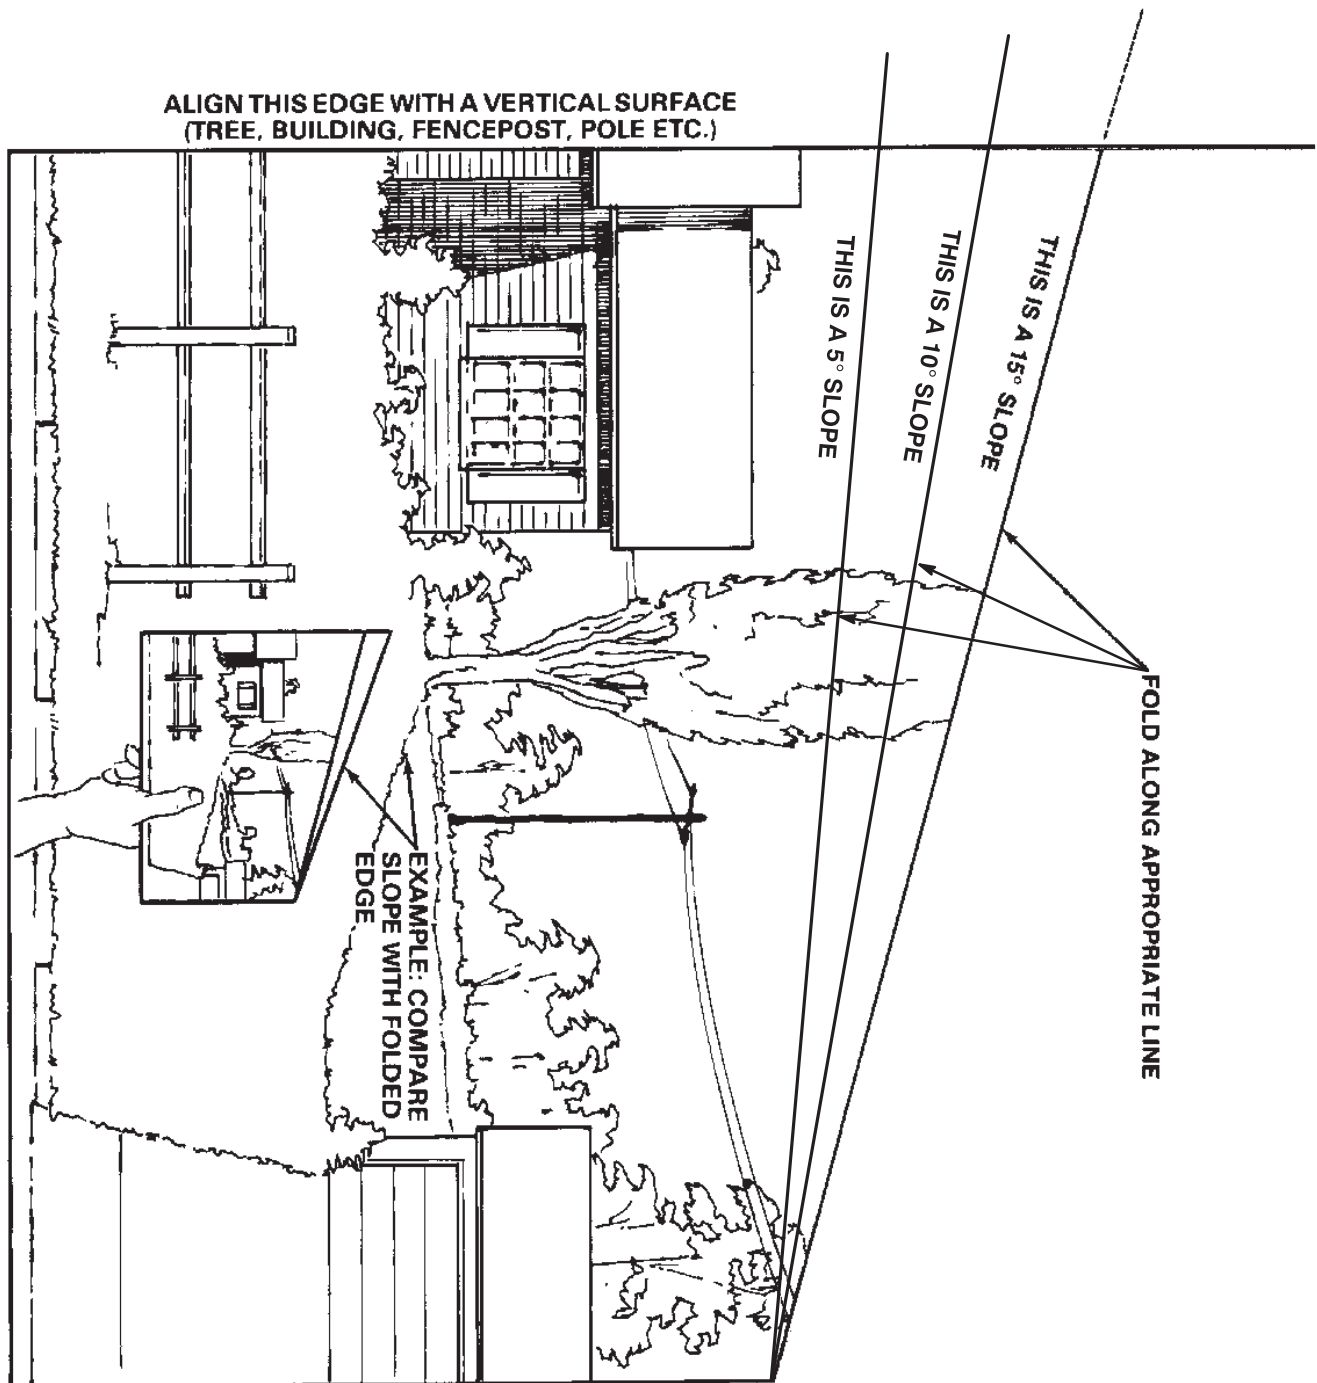 ALIGN THIS EDGE WITH A VERTICAL SURFACE
(TREE, BUILDING, FENCEPOST, POLE ETC.)
THIS IS A 5° SLOPE
THIS IS A 10° SLOPE
THIS IS A 15° SLOPE
FOLD ALONG APPROPRIATE LINE
EXAMPLE: COMPARE
SLOPE WITH FOLDED
EDGE